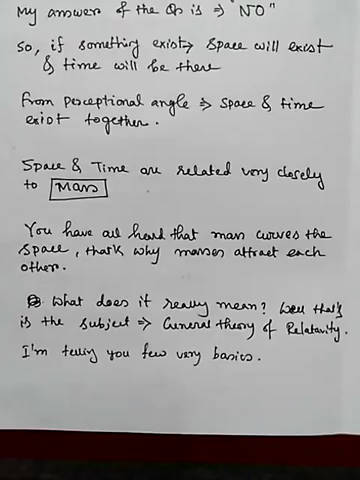 My answer of the Qs is ⇒ "NO"
So, if something exist → Space will exist
& time will be there
From perceptional angle ⇒ space & time
exist together.
Space & Time are related very closely
to Mass
You have all heard that mass curves the
space, that's why masses attract each
other.
What does it really mean? Well that's
is the subject ⇒ General theory of Relatavity.
I'm telling you few very basics.